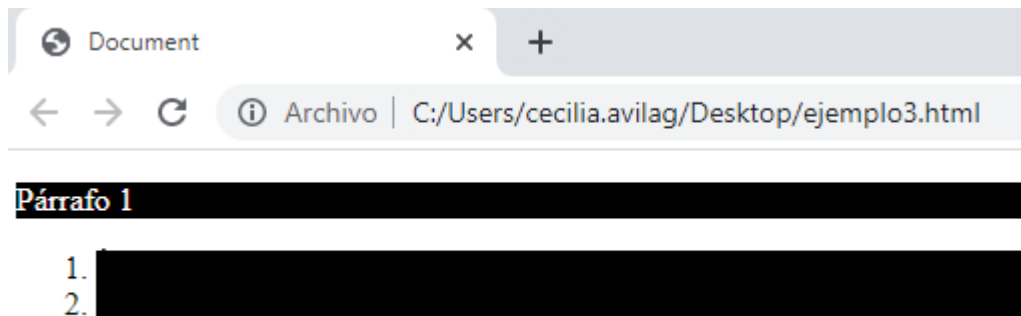 Document
Archivo | C:/Users/cecilia.avilag/Desktop/ejemplo3.html
Párrafo 1
1.
2.